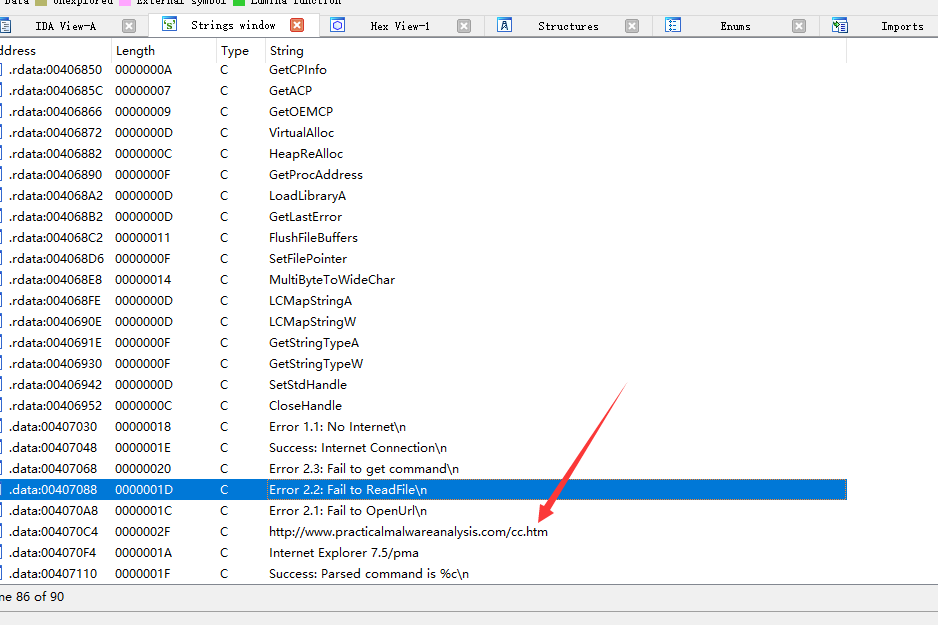 Data Unexplored External symbol Lumina function
IDA View-A Strings window Hex View-1 Structures Enums Imports
ddress Length Type String
.rdata:00406850 0000000A C GetCPInfo
.rdata:0040685C 00000007 C GetACP
.rdata:00406866 00000009 C GetOEMCP
.rdata:00406872 0000000D C VirtualAlloc
.rdata:00406882 0000000C C HeapReAlloc
.rdata:00406890 0000000F C GetProcAddress
.rdata:004068A2 0000000D C LoadLibraryA
.rdata:004068B2 0000000D C GetLastError
.rdata:004068C2 00000011 C FlushFileBuffers
.rdata:004068D6 0000000F C SetFilePointer
.rdata:004068E8 00000014 C MultiByteToWideChar
.rdata:004068FE 0000000D C LCMapStringA
.rdata:0040690E 0000000D C LCMapStringW
.rdata:0040691E 0000000F C GetStringTypeA
.rdata:00406930 0000000F C GetStringTypeW
.rdata:00406942 0000000D C SetStdHandle
.rdata:00406952 0000000C C CloseHandle
.data:00407030 00000018 C Error 1.1: No Internet\n
.data:00407048 0000001E C Success: Internet Connection\n
.data:00407068 00000020 C Error 2.3: Fail to get command\n
.data:00407088 0000001D C Error 2.2: Fail to ReadFile\n
.data:004070A8 0000001C C Error 2.1: Fail to OpenUrl\n
.data:004070C4 0000002F C http://www.practicalmalwareanalysis.com/cc.htm
.data:004070F4 0000001A C Internet Explorer 7.5/pma
.data:00407110 0000001F C Success: Parsed command is %c\n
ne 86 of 90